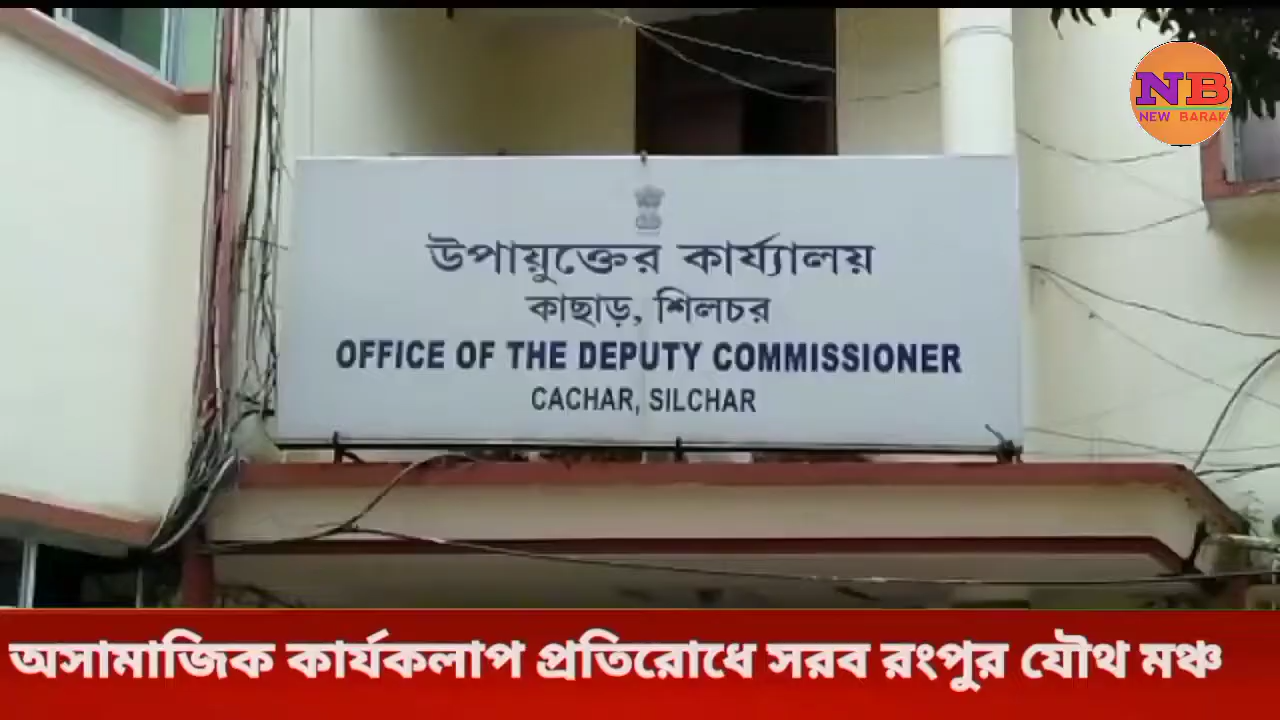 NB
NEW BARAK
উপায়ুক্তের কার্য্যালয়
কাছাড়, শিলচর
OFFICE OF THE DEPUTY COMMISSIONER
CACHAR, SILCHAR
অসামাজিক কার্যকলাপ প্রতিরোধে সরব রংপুর যৌথ মঞ্চ